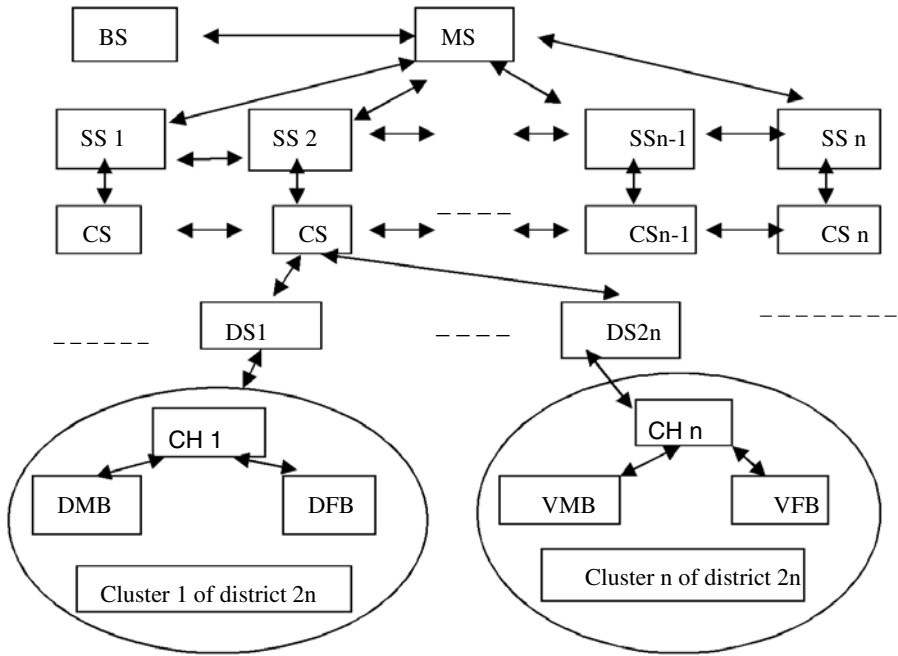 BS
MS
SS 1
SS 2
SSn-1
SS n
CS
CS
CSn-1
CS n
DS1
DS2n
CH 1
CH n
DMB
DFB
VMB
VFB
Cluster 1 of district 2n
Cluster n of district 2n